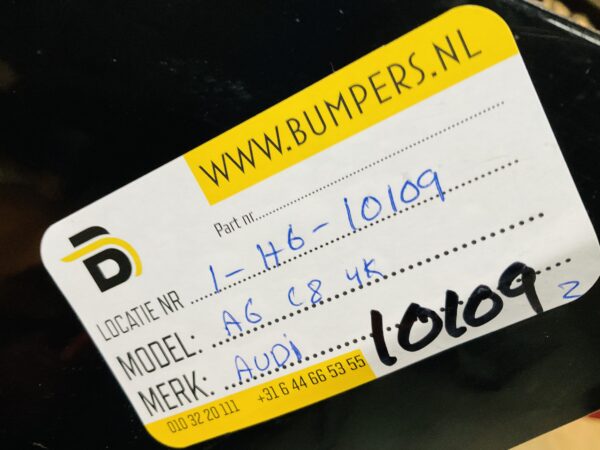 WWW.BUMPERS.NL
Part nr.
LOCATIE NR 1-H6-10109
MODEL: A6 C8 4K
MERK. AUDI 10109 2
010 32 20 111 +31 6 44 66 53 55